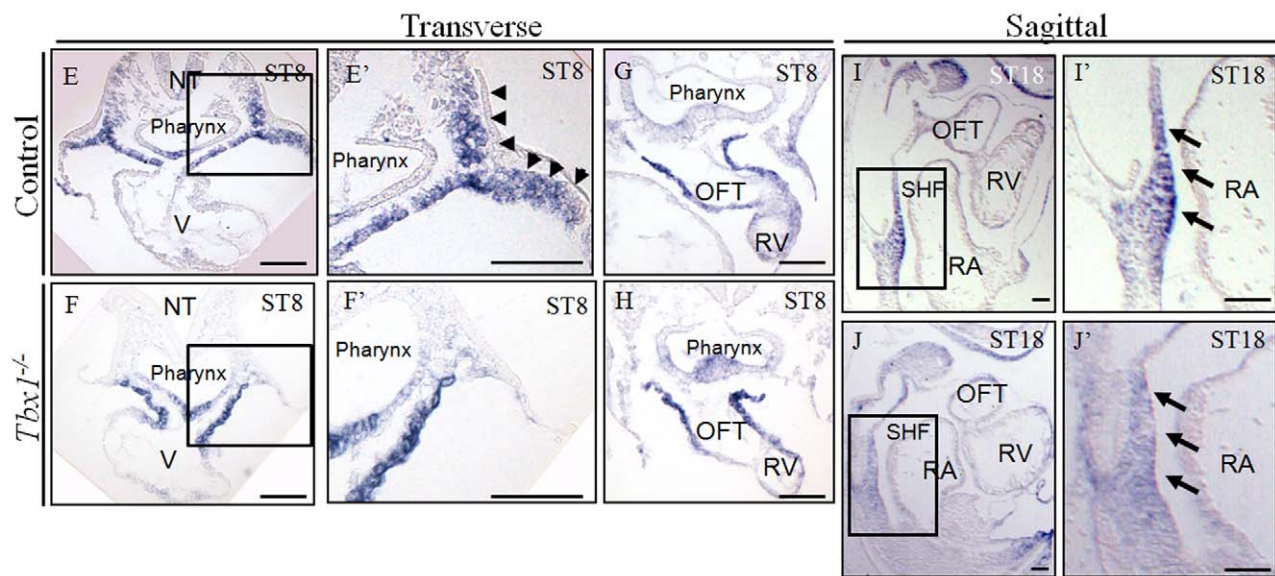 Transverse
Sagittal
Control
E
NT
ST8
Pharynx
V
E’
ST8
Pharynx
G
ST8
Pharynx
OFT
RV
I
ST18
OFT
SHF
RV
RA
I’
ST18
RA
Tbx1-/-
F
NT
ST8
Pharynx
V
F’
ST8
Pharynx
H
ST8
Pharynx
OFT
RV
J
ST18
OFT
SHF
RA
RV
J’
ST18
RA